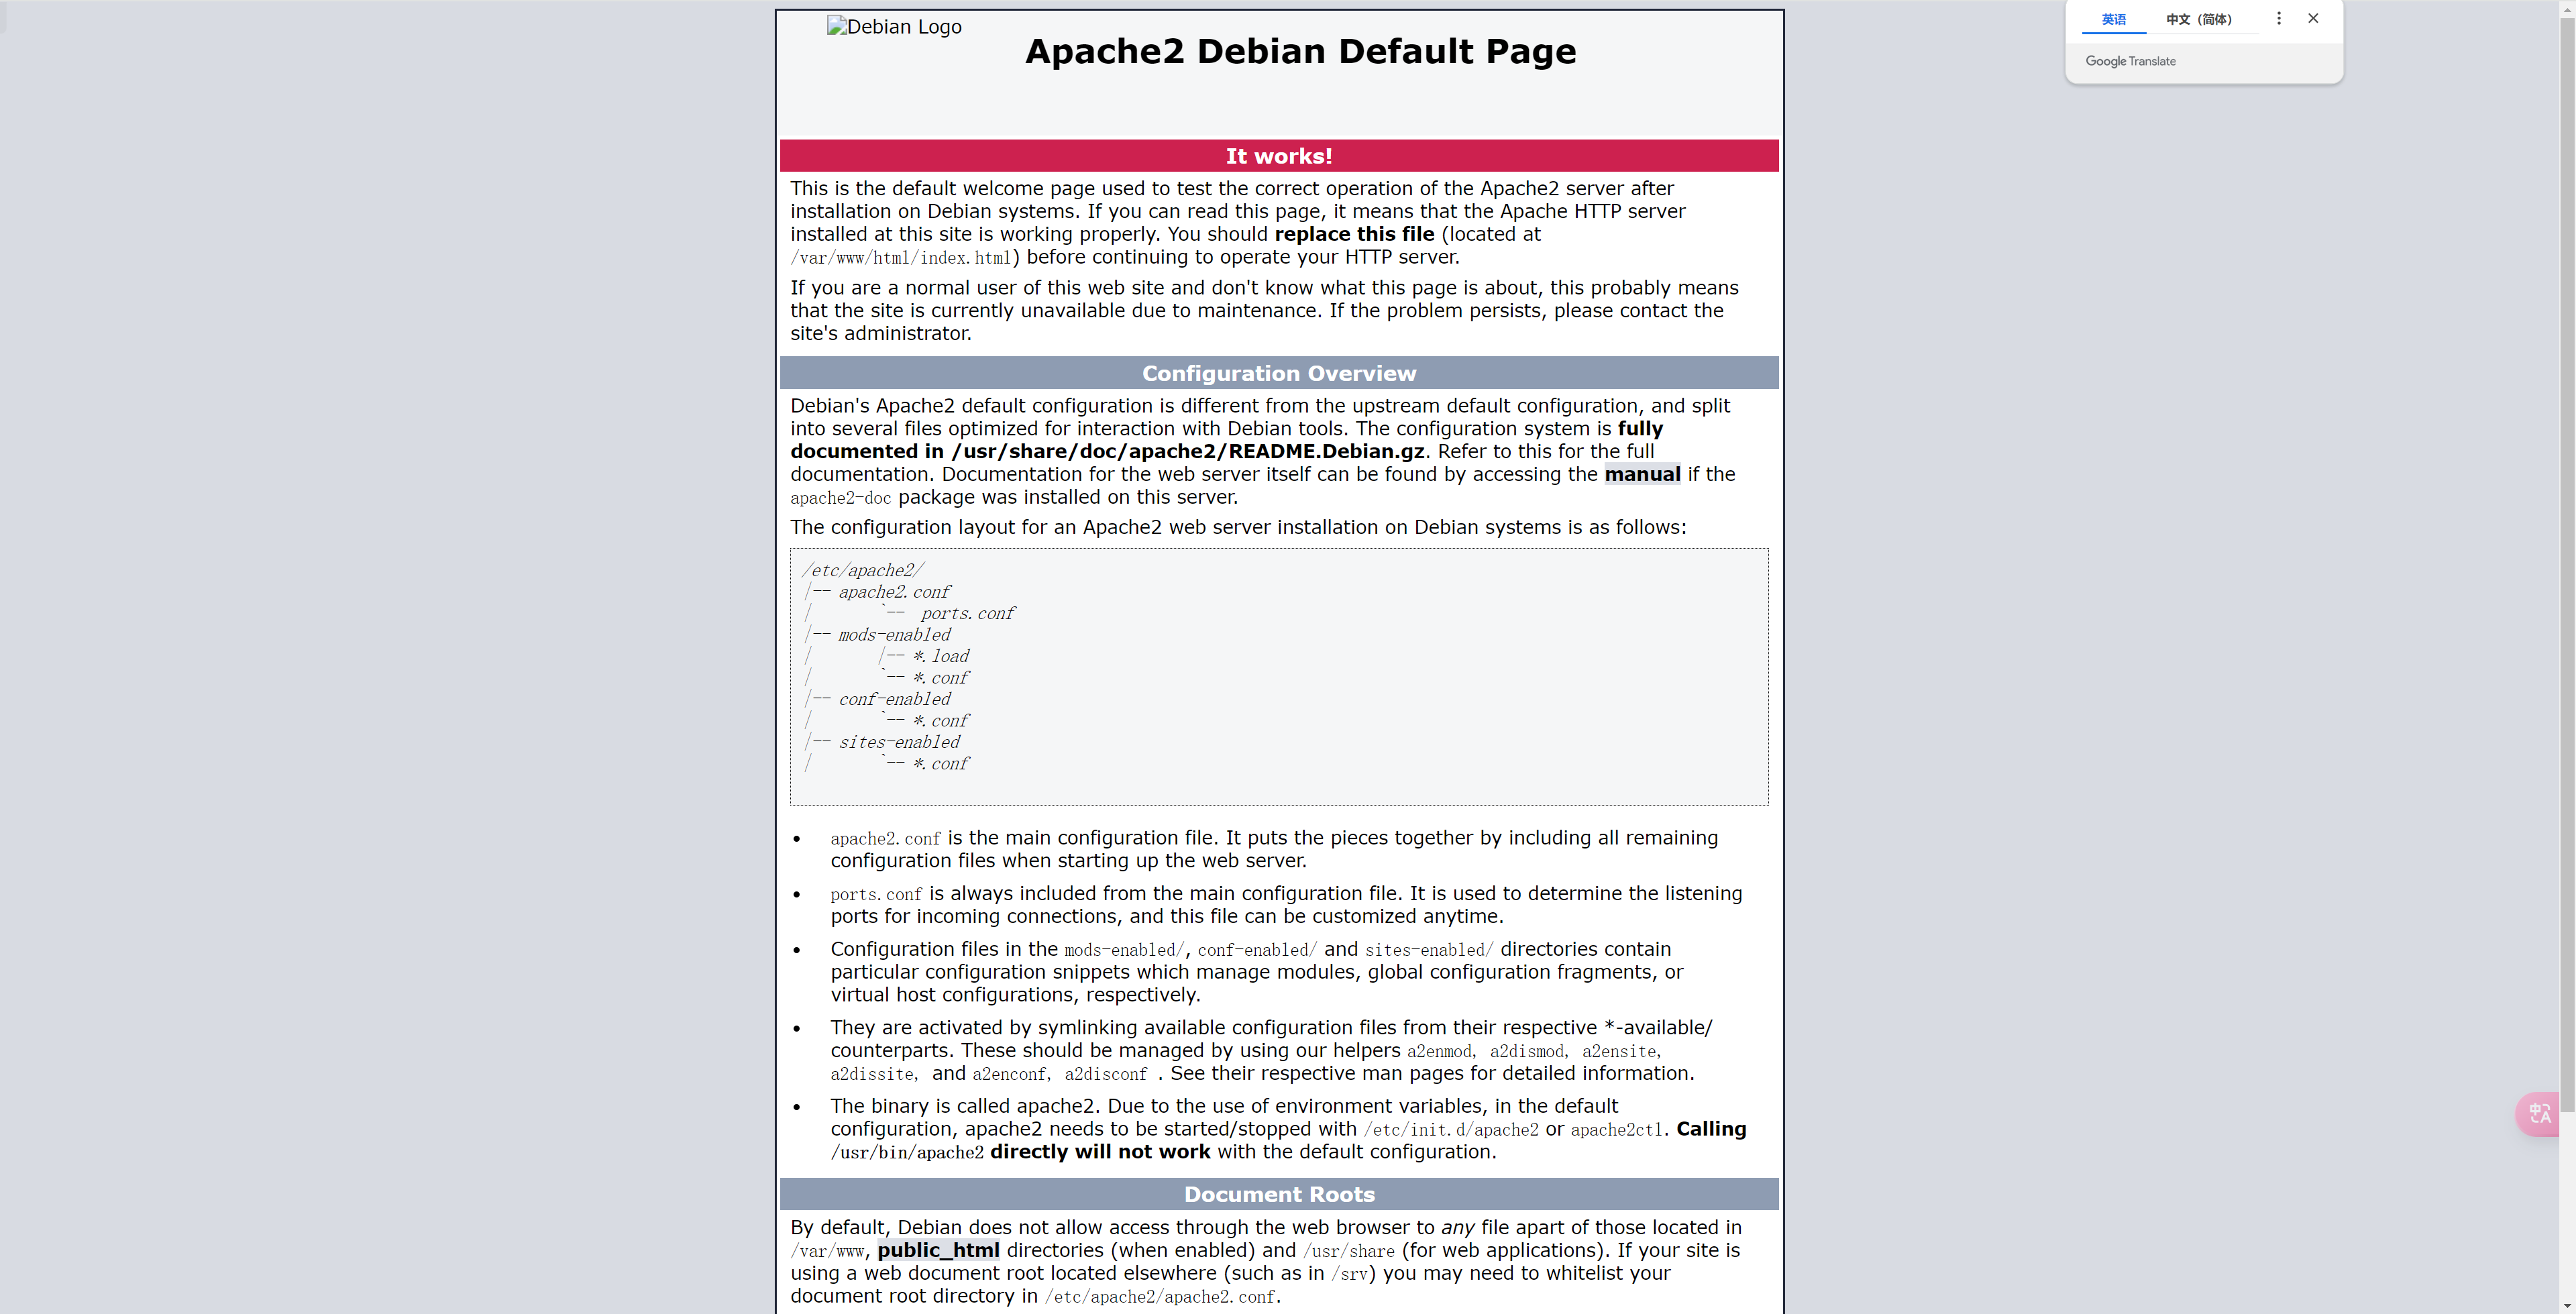 Debian Logo
Apache2 Debian Default Page
英语
中文（简体）
Google Translate
It works!
This is the default welcome page used to test the correct operation of the Apache2 server after
installation on Debian systems. If you can read this page, it means that the Apache HTTP server
installed at this site is working properly. You should replace this file (located at
/var/www/html/index.html) before continuing to operate your HTTP server.
If you are a normal user of this web site and don't know what this page is about, this probably means
that the site is currently unavailable due to maintenance. If the problem persists, please contact the
site's administrator.
Configuration Overview
Debian's Apache2 default configuration is different from the upstream default configuration, and split
into several files optimized for interaction with Debian tools. The configuration system is fully
documented in /usr/share/doc/apache2/README.Debian.gz. Refer to this for the full
documentation. Documentation for the web server itself can be found by accessing the manual if the
apache2-doc package was installed on this server.
The configuration layout for an Apache2 web server installation on Debian systems is as follows:
/etc/apache2/
|-- apache2.conf
|       `--  ports.conf
|-- mods-enabled
|       |-- *.load
|       `-- *.conf
|-- conf-enabled
|       `-- *.conf
|-- sites-enabled
|       `-- *.conf
• apache2.conf is the main configuration file. It puts the pieces together by including all remaining
configuration files when starting up the web server.
• ports.conf is always included from the main configuration file. It is used to determine the listening
ports for incoming connections, and this file can be customized anytime.
• Configuration files in the mods-enabled/, conf-enabled/ and sites-enabled/ directories contain
particular configuration snippets which manage modules, global configuration fragments, or
virtual host configurations, respectively.
• They are activated by symlinking available configuration files from their respective *-available/
counterparts. These should be managed by using our helpers a2enmod, a2dismod, a2ensite,
a2dissite, and a2enconf, a2disconf . See their respective man pages for detailed information.
• The binary is called apache2. Due to the use of environment variables, in the default
configuration, apache2 needs to be started/stopped with /etc/init.d/apache2 or apache2ctl. Calling
/usr/bin/apache2 directly will not work with the default configuration.
中A
Document Roots
By default, Debian does not allow access through the web browser to any file apart of those located in
/var/www, public_html directories (when enabled) and /usr/share (for web applications). If your site is
using a web document root located elsewhere (such as in /srv) you may need to whitelist your
document root directory in /etc/apache2/apache2.conf.